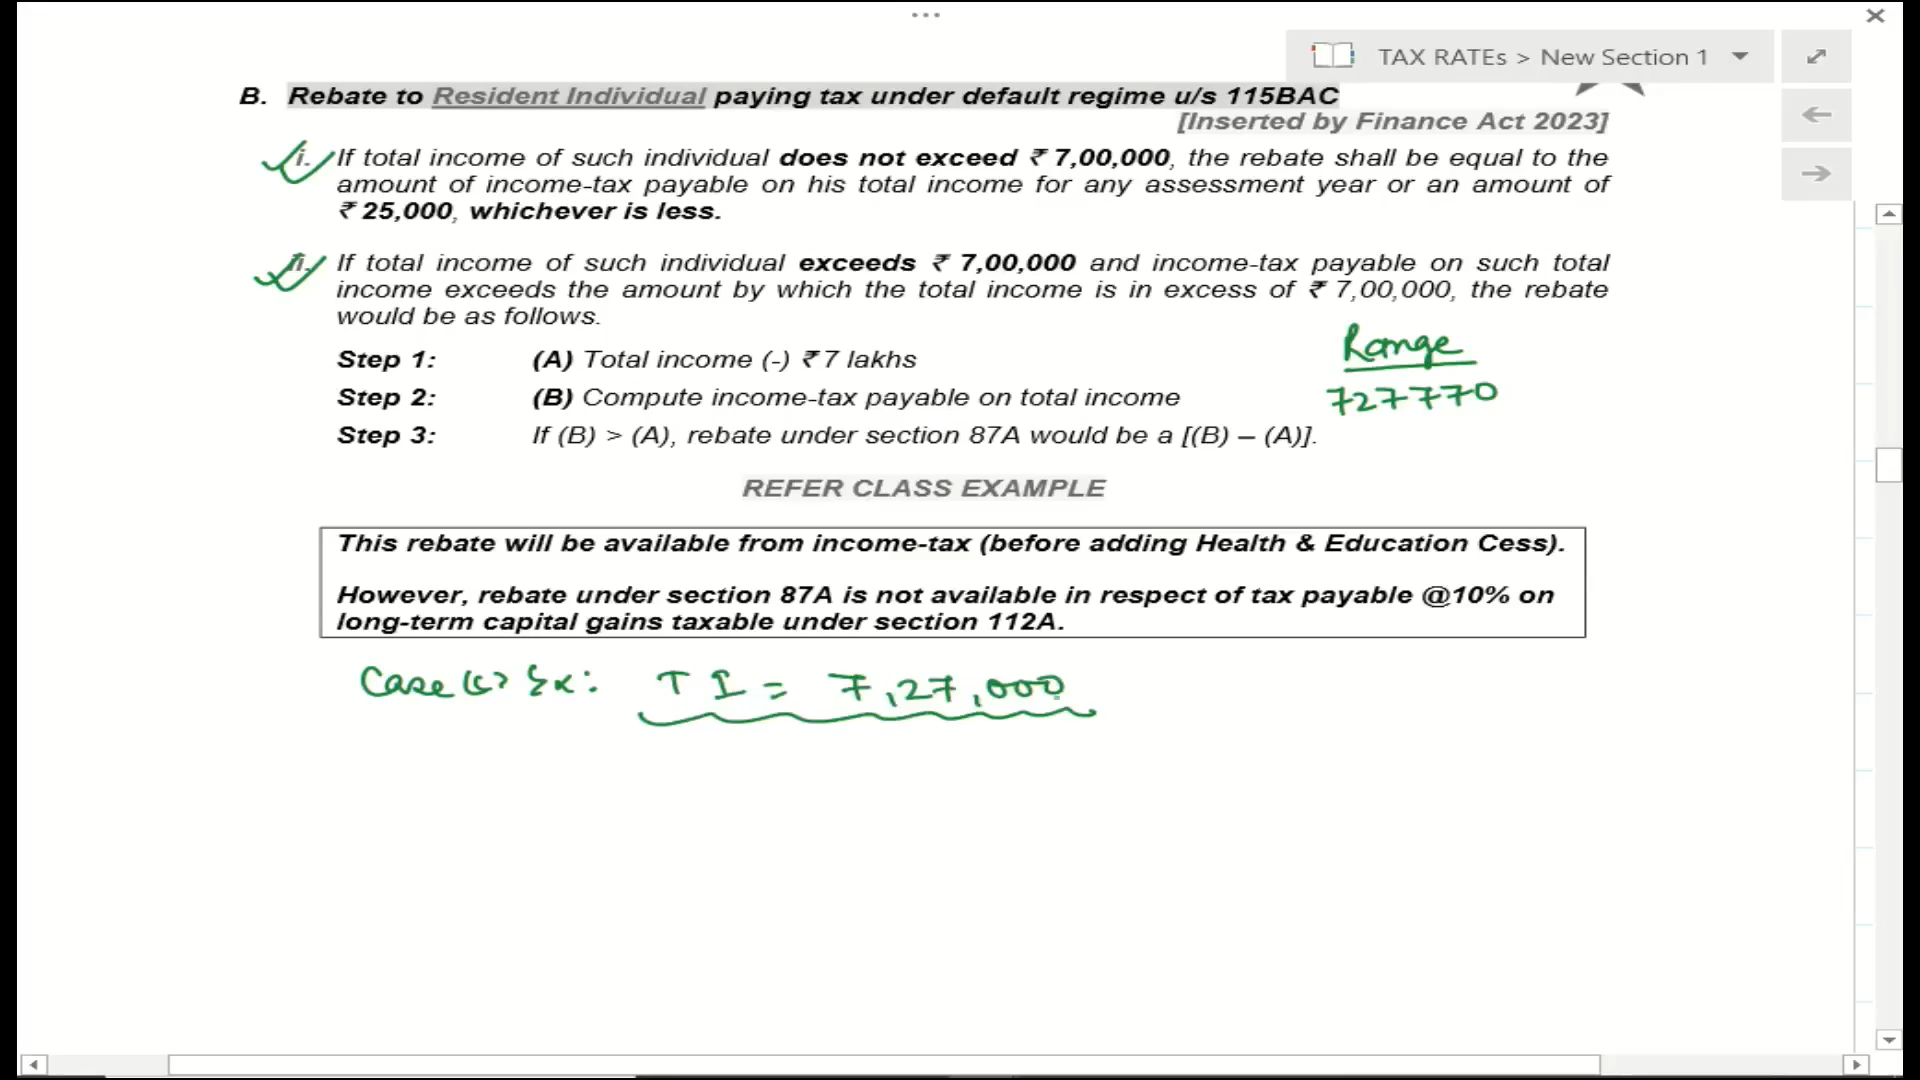 TAX RATEs > New Section 1
B. Rebate to Resident Individual paying tax under default regime u/s 115BAC
[Inserted by Finance Act 2023]
i. If total income of such individual does not exceed ₹ 7,00,000, the rebate shall be equal to the
amount of income-tax payable on his total income for any assessment year or an amount of
₹ 25,000, whichever is less.
ii. If total income of such individual exceeds ₹ 7,00,000 and income-tax payable on such total
income exceeds the amount by which the total income is in excess of ₹ 7,00,000, the rebate
would be as follows.
Range
Step 1: (A) Total income (-) ₹ 7 lakhs
727770
Step 2: (B) Compute income-tax payable on total income
Step 3: If (B) > (A), rebate under section 87A would be a [(B) – (A)].
REFER CLASS EXAMPLE
This rebate will be available from income-tax (before adding Health & Education Cess).
However, rebate under section 87A is not available in respect of tax payable @10% on
long-term capital gains taxable under section 112A.
Case Ex: TI = 7,27,000